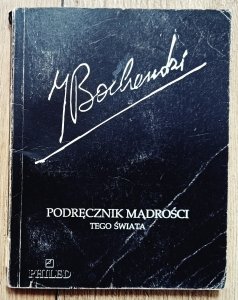 J Bocheński
PODRĘCZNIK MĄDROŚCI
TEGO ŚWIATA
PHILED